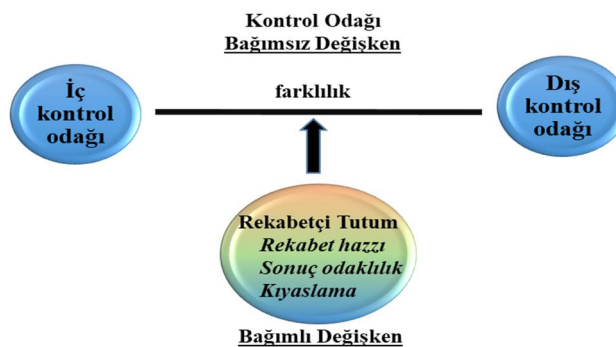 Kontrol Odağı
Bağımsız Değişken
İç
kontrol
odağı
farklılık
Dış
kontrol
odağı
Rekabetçi Tutum
Rekabet hazzı
Sonuç odaklılık
Kıyaslama
Bağımlı Değişken